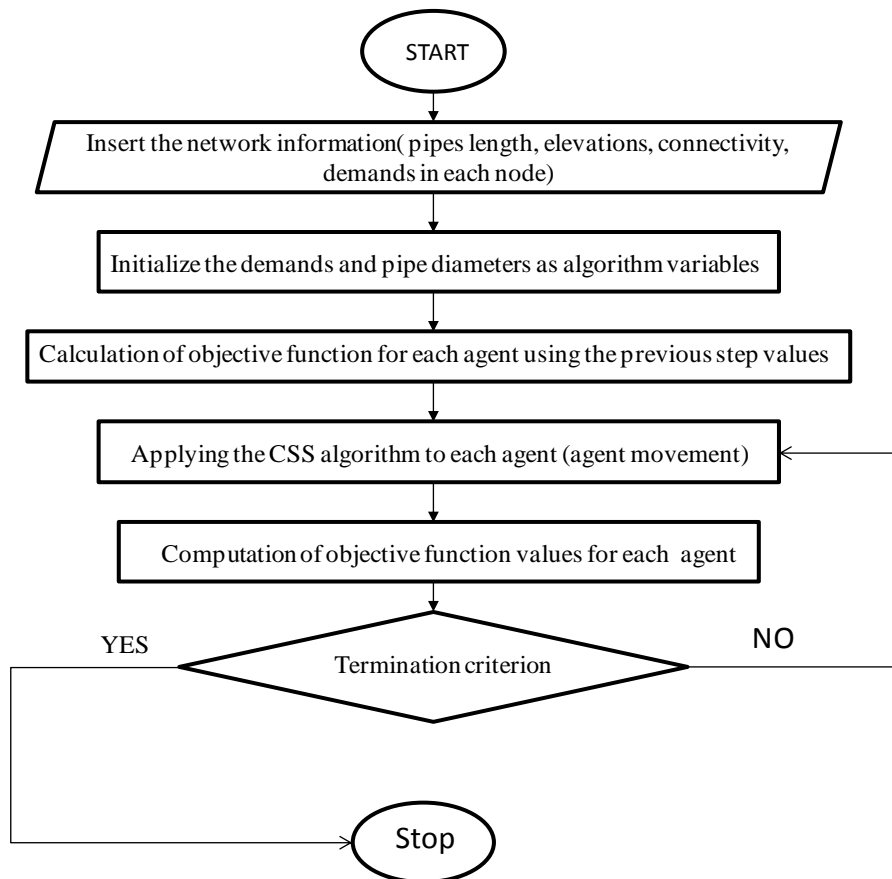 START
Insert the network information( pipes length, elevations, connectivity,
demands in each node)
Initialize the demands and pipe diameters as algorithm variables
Calculation of objective function for each agent using the previous step values
Applying the CSS algorithm to each agent (agent movement)
Computation of objective function values for each agent
YES
Termination criterion
NO
Stop